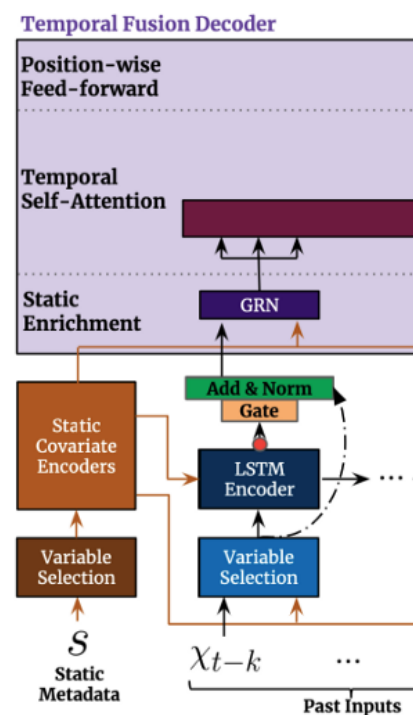 Temporal Fusion Decoder
Position-wise
Feed-forward
Temporal
Self-Attention
Static
Enrichment
GRN
Add & Norm
Gate
Static
Covariate
Encoders
LSTM
Encoder
...
Variable
Selection
Variable
Selection
s
χt−k
...
Static
Metadata
Past Inputs